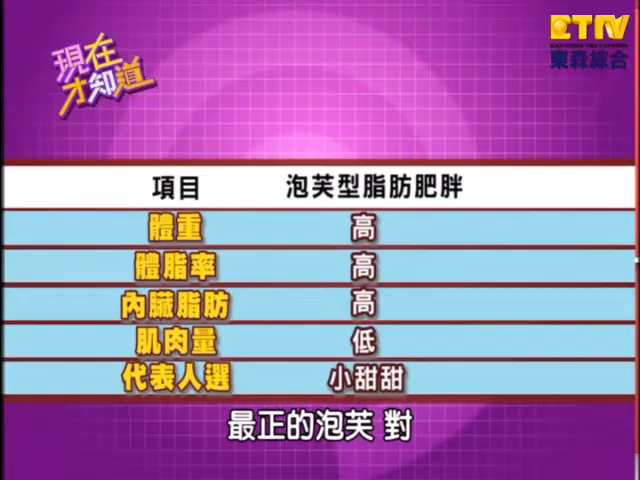 現在
才知道
ETTV
東森綜合
項目 泡芙型脂肪肥胖
體重 高
體脂率 高
內臟脂肪 高
肌肉量 低
代表人選 小甜甜
最正的泡芙 對